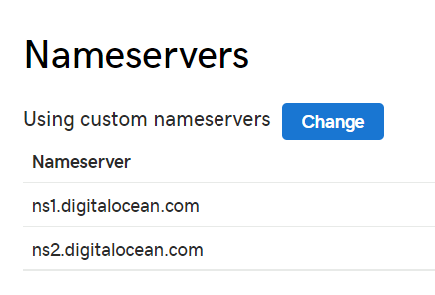 Nameservers
Using custom nameservers Change
Nameserver
ns1.digitalocean.com
ns2.digitalocean.com